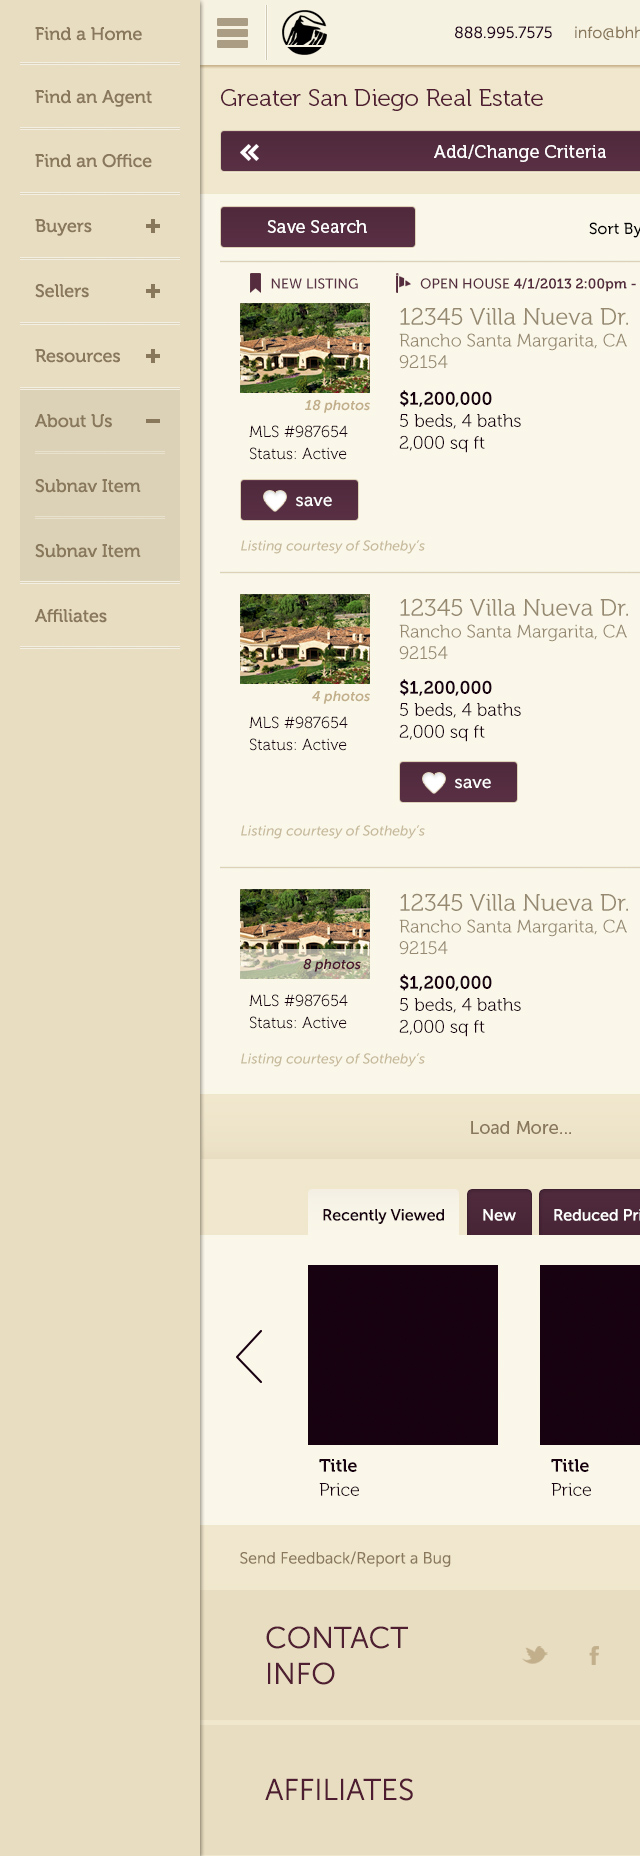 Find a Home
Find an Agent
Find an Office
Buyers
Sellers
Resources
About Us
Subnav Item
Subnav Item
Affiliates
888.995.7575
Greater San Diego Real Estate
Add/Change Criteria
Save Search
Sort By
NEW LISTING
OPEN HOUSE 4/1/2013 2:00pm -
12345 Villa Nueva Dr.
Rancho Santa Margarita, CA
92154
18 photos
$1,200,000
5 beds, 4 baths
2,000 sq ft
MLS #987654
Status: Active
save
Listing courtesy of Sotheby's
12345 Villa Nueva Dr.
Rancho Santa Margarita, CA
92154
4 photos
$1,200,000
5 beds, 4 baths
2,000 sq ft
MLS #987654
Status: Active
save
Listing courtesy of Sotheby's
12345 Villa Nueva Dr.
Rancho Santa Margarita, CA
92154
8 photos
$1,200,000
5 beds, 4 baths
2,000 sq ft
MLS #987654
Status: Active
Listing courtesy of Sotheby's
Load More...
Recently Viewed
New
Reduced
Title
Price
Title
Price
Send Feedback/Report a Bug
CONTACT
INFO
AFFILIATES